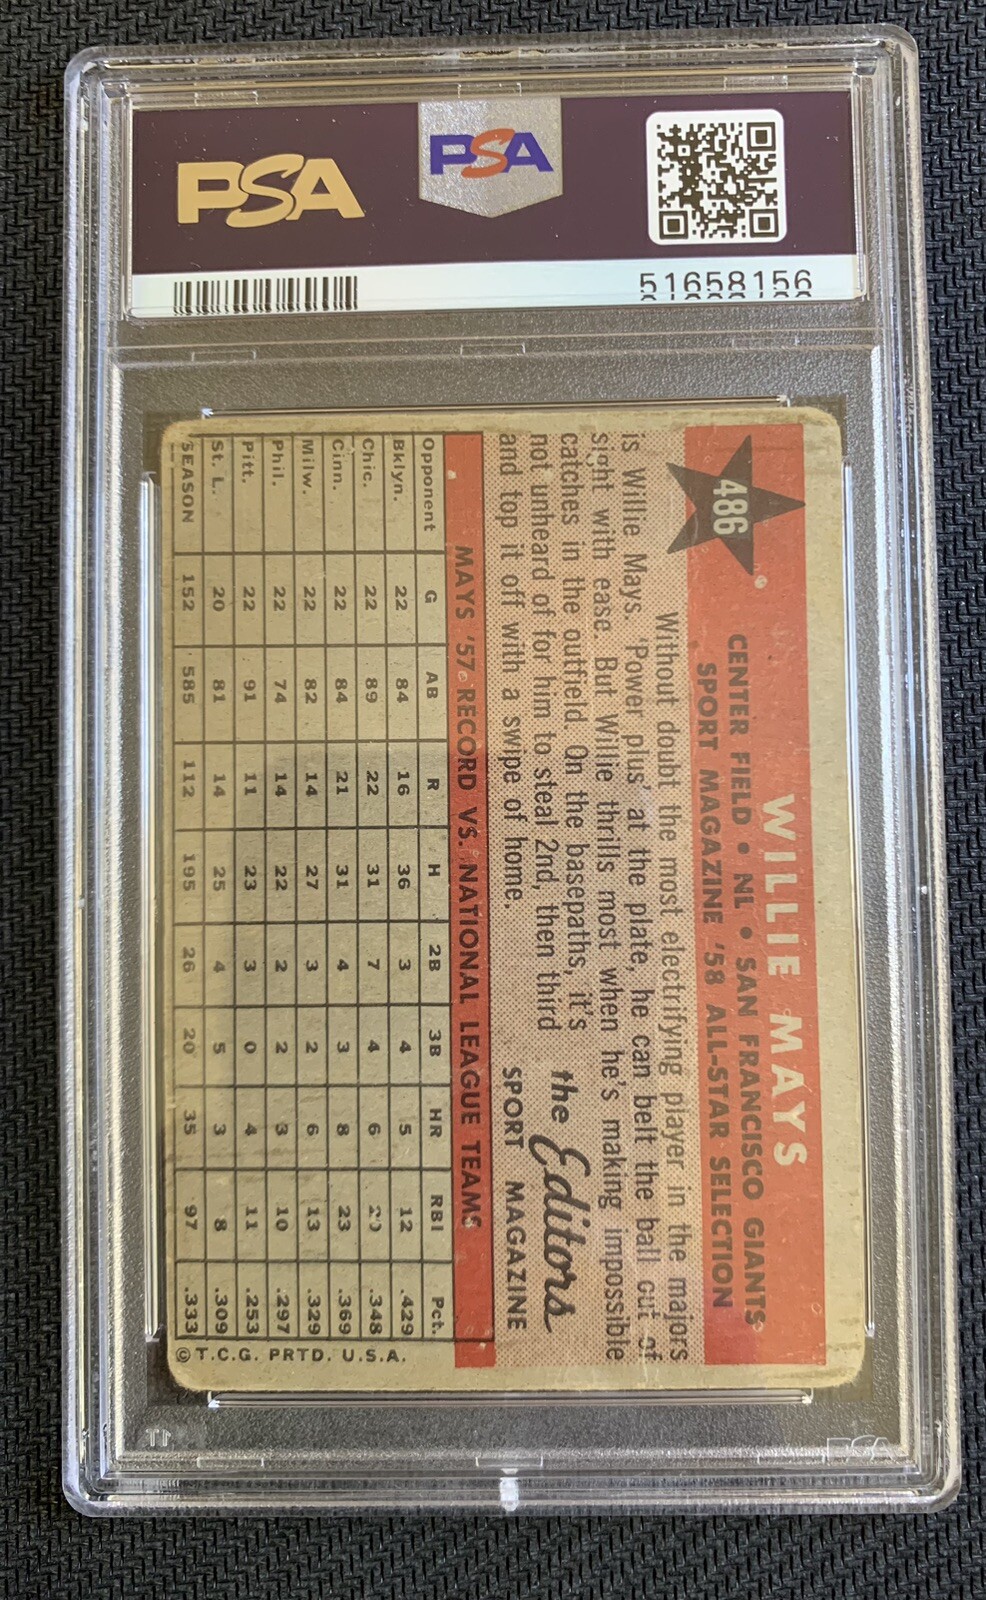 PSA
PSA
51658156
486
WILLIE MAYS
CENTER FIELD • NL • SAN FRANCISCO GIANTS
SPORT MAGAZINE '58 ALL-STAR SELECTION
Without doubt the most electrifying player in the majors
is Willie Mays. 'Power plus' at the plate, he can belt the ball out of
sight with ease. But Willie thrills most when he's making impossible
catches in the outfield. On the basepaths, it's
not unheard of for him to steal 2nd, then third
and top it off with a swipe of home.
the Editors
SPORT MAGAZINE
MAYS '57 RECORD VS. NATIONAL LEAGUE TEAMS
Opponent G AB R H 2B 3B HR RBI Pct.
Bklyn. 22 84 16 36 3 4 5 12 .429
Chic. 22 89 22 31 7 4 6 20 .348
Cinn. 22 84 21 31 4 3 8 23 .369
Milw. 22 82 14 27 3 2 6 13 .329
Phil. 22 74 14 22 2 2 3 10 .297
Pitt. 22 91 11 23 3 0 4 11 .253
St. L. 20 81 14 25 4 5 3 8 .309
SEASON 152 585 112 195 26 20 35 97 .333
© T.C.G. PRTD. U.S.A.
PSA